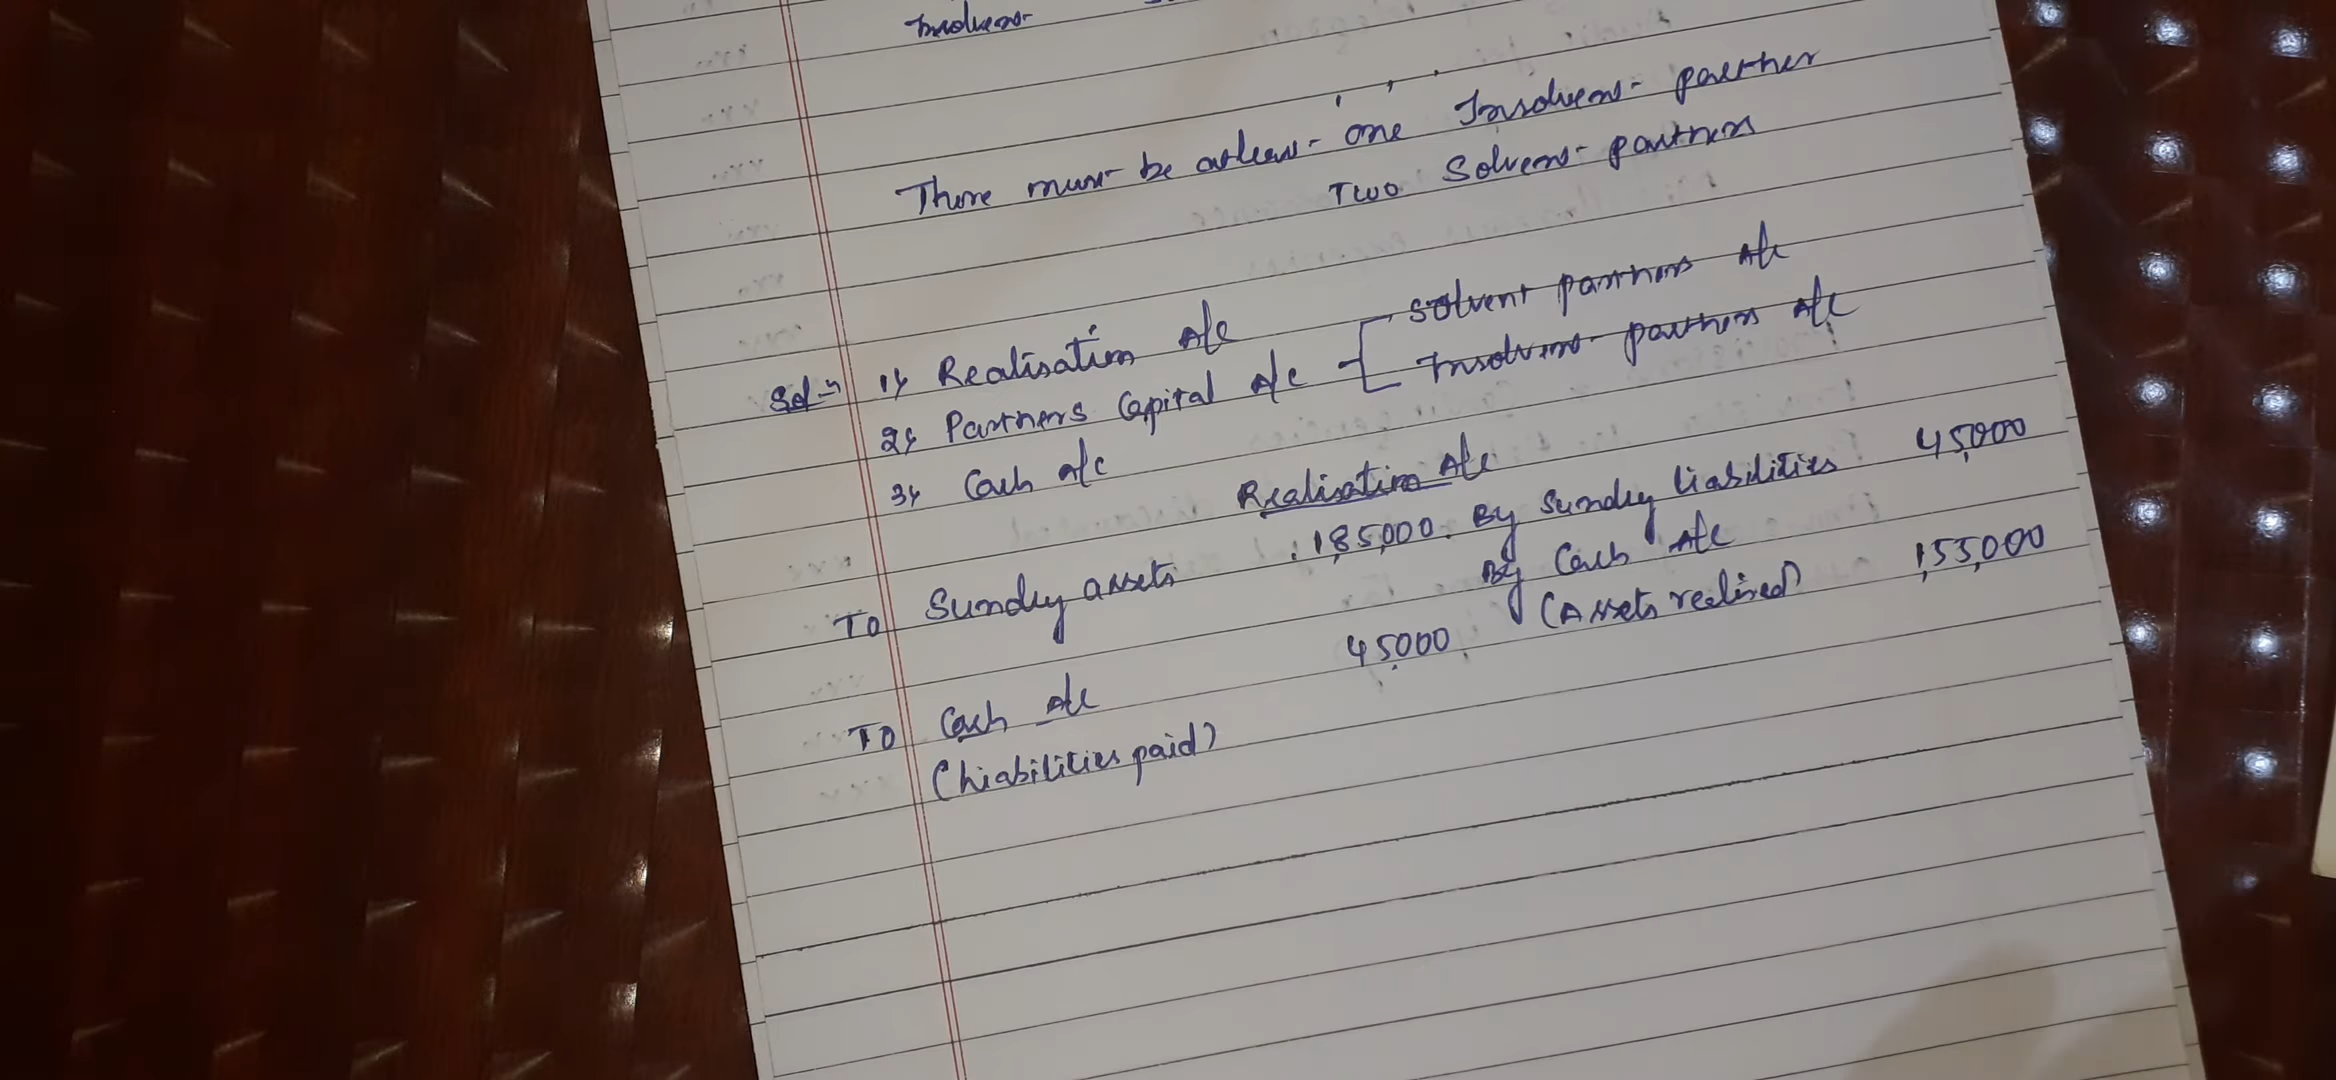 Insolvent
There must be atleast one Insolvent partner
Two Solvent partners
Sol:- 1) Realisation A/c
2) Partners Capital a/c
Solvent partners A/c
Insolvent partners A/c
3) Cash a/c
Realisation A/c
To Sundry assets 1,85,000 By Sundry liabilities 45,000
By Cash A/c
(Assets realised) 1,55,000
To Cash A/c 45,000
(Liabilities paid)